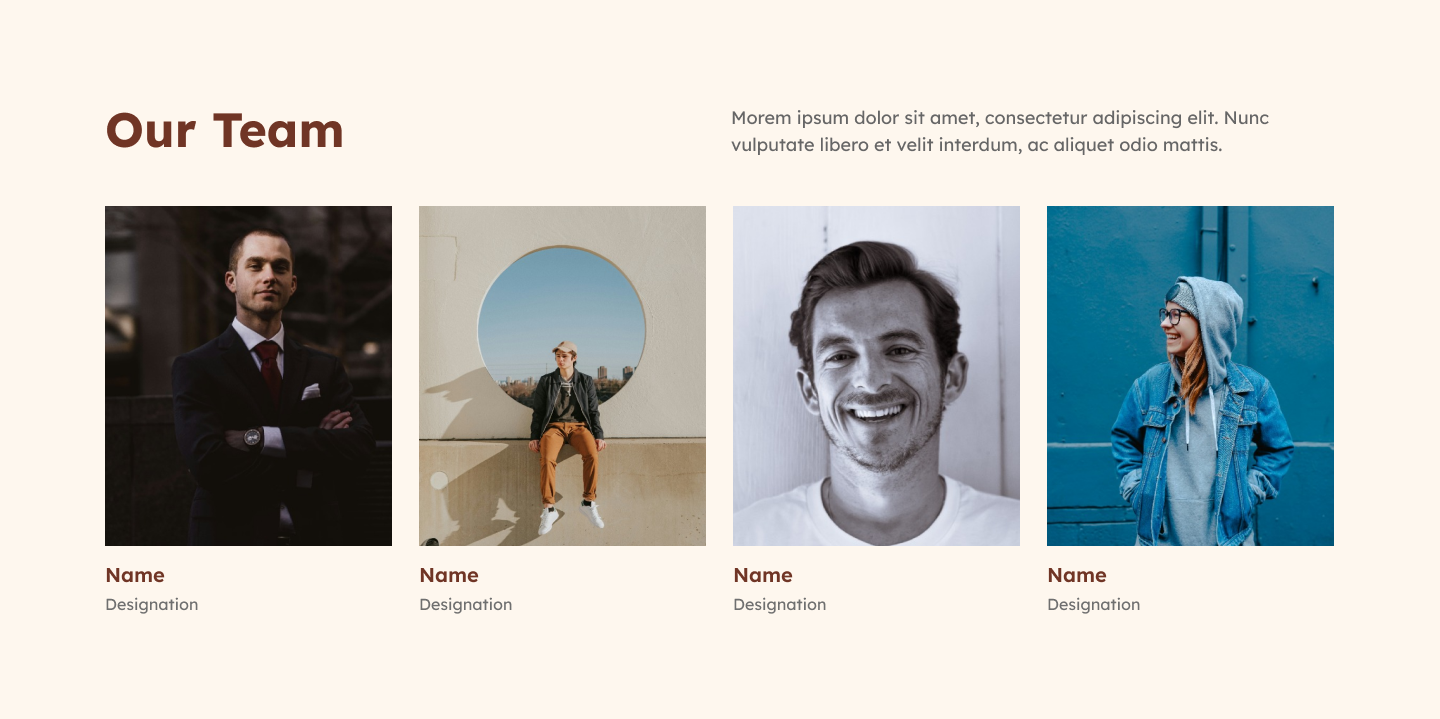 Our Team
Morem ipsum dolor sit amet, consectetur adipiscing elit. Nunc
vulputate libero et velit interdum, ac aliquet odio mattis.
Name
Designation
Name
Designation
Name
Designation
Name
Designation